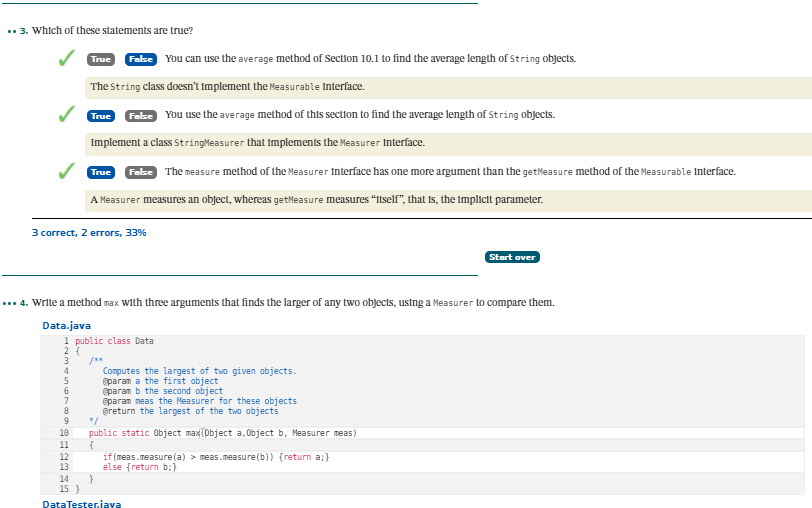 •• 3. Which of these statements are true?
True False You can use the average method of Section 10.1 to find the average length of String objects.
The String class doesn't implement the Measurable interface.
True False You use the average method of this section to find the average length of String objects.
Implement a class StringMeasurer that implements the Measurer interface.
True False The measure method of the Measurer interface has one more argument than the getMeasure method of the Measurable interface.
A Measurer measures an object, whereas getMeasure measures “itself”, that is, the implicit parameter.
3 correct, 2 errors, 33%
Start over
••• 4. Write a method max with three arguments that finds the larger of any two objects, using a Measurer to compare them.
Data.java
1 public class Data
2 {
3 /**
4 Computes the largest of two given objects.
5 @param a the first object
6 @param b the second object
7 @param meas the Measurer for these objects
8 @return the largest of the two objects
9 */
10 public static Object max(Object a,Object b, Measurer meas)
11 {
12 if(meas.measure(a) > meas.measure(b)) {return a;}
13 else {return b;}
14 }
15 }
DataTester.java